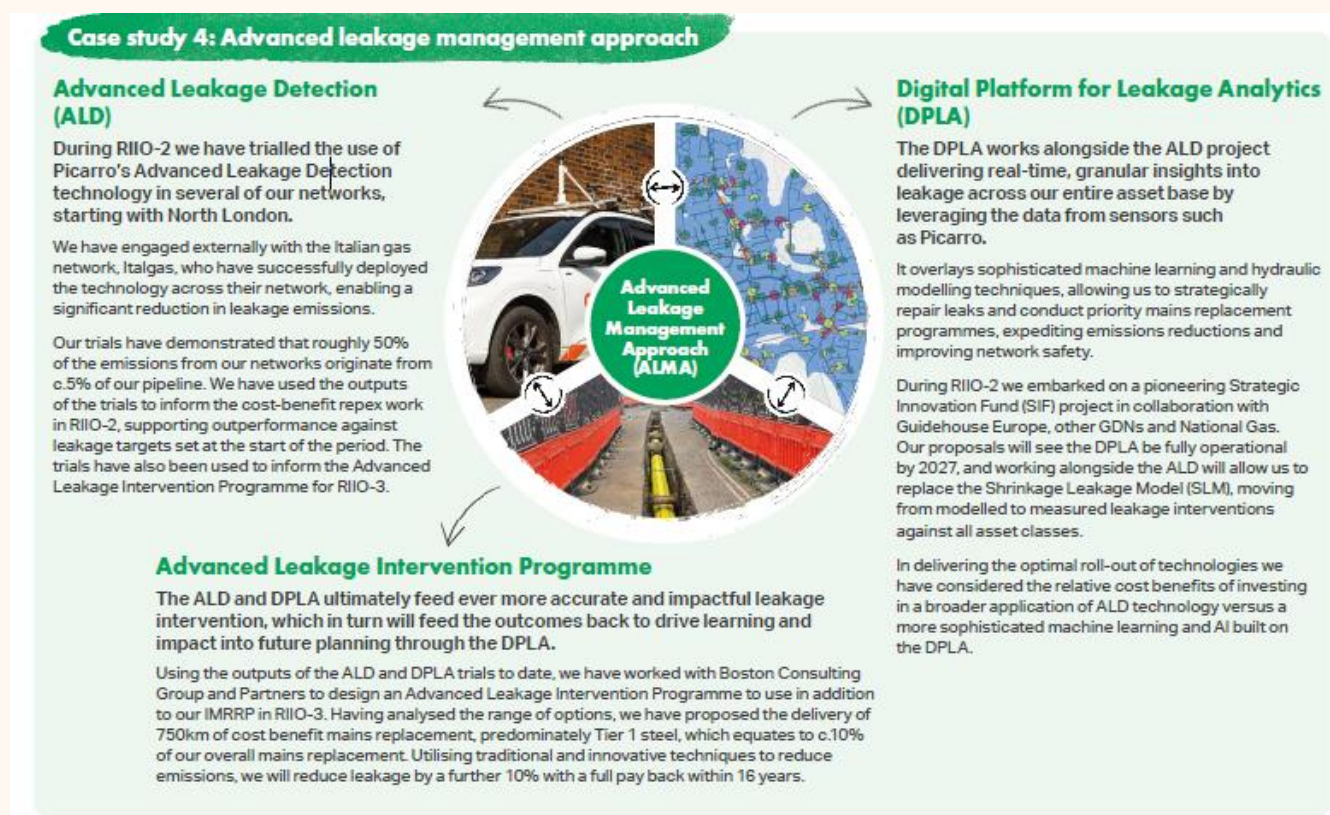 Case study 4: Advanced leakage management approach
Advanced Leakage Detection
(ALD)
During RIIO-2 we have trialled the use of
Picarro's Advanced Leakage Detection
technology in several of our networks,
starting with North London.
We have engaged externally with the Italian gas
network, Italgas, who have successfully deployed
the technology across their network, enabling a
significant reduction in leakage emissions.
Our trials have demonstrated that roughly 50%
of the emissions from our networks originate from
c.5% of our pipeline. We have used the outputs
of the trials to inform the cost-benefit repex work
in RIIO-2, supporting outperformance against
leakage targets set at the start of the period. The
trials have also been used to inform the Advanced
Leakage Intervention Programme for RIIO-3.
Advanced
Leakage
Management
Approach
(ALMA)
Digital Platform for Leakage Analytics
(DPLA)
The DPLA works alongside the ALD project
delivering real-time, granular insights into
leakage across our entire asset base by
leveraging the data from sensors such
as Picarro.
It overlays sophisticated machine learning and hydraulic
modelling techniques, allowing us to strategically
repair leaks and conduct priority mains replacement
programmes, expediting emissions reductions and
improving network safety.
During RIIO-2 we embarked on a pioneering Strategic
Innovation Fund (SIF) project in collaboration with
Guidehouse Europe, other GDNs and National Gas.
Our proposals will see the DPLA be fully operational
by 2027, and working alongside the ALD will allow us to
replace the Shrinkage Leakage Model (SLM), moving
from modelled to measured leakage interventions
against all asset classes.
In delivering the optimal roll-out of technologies we
have considered the relative cost benefits of investing
in a broader application of ALD technology versus a
more sophisticated machine learning and AI built on
the DPLA.
Advanced Leakage Intervention Programme
The ALD and DPLA ultimately feed ever more accurate and impactful leakage
intervention, which in turn will feed the outcomes back to drive learning and
impact into future planning through the DPLA.
Using the outputs of the ALD and DPLA trials to date, we have worked with Boston Consulting
Group and Partners to design an Advanced Leakage Intervention Programme to use in addition
to our IMRRP in RIIO-3. Having analysed the range of options, we have proposed the delivery of
750km of cost benefit mains replacement, predominately Tier 1 steel, which equates to c.10%
of our overall mains replacement. Utilising traditional and innovative techniques to reduce
emissions, we will reduce leakage by a further 10% with a full pay back within 16 years.